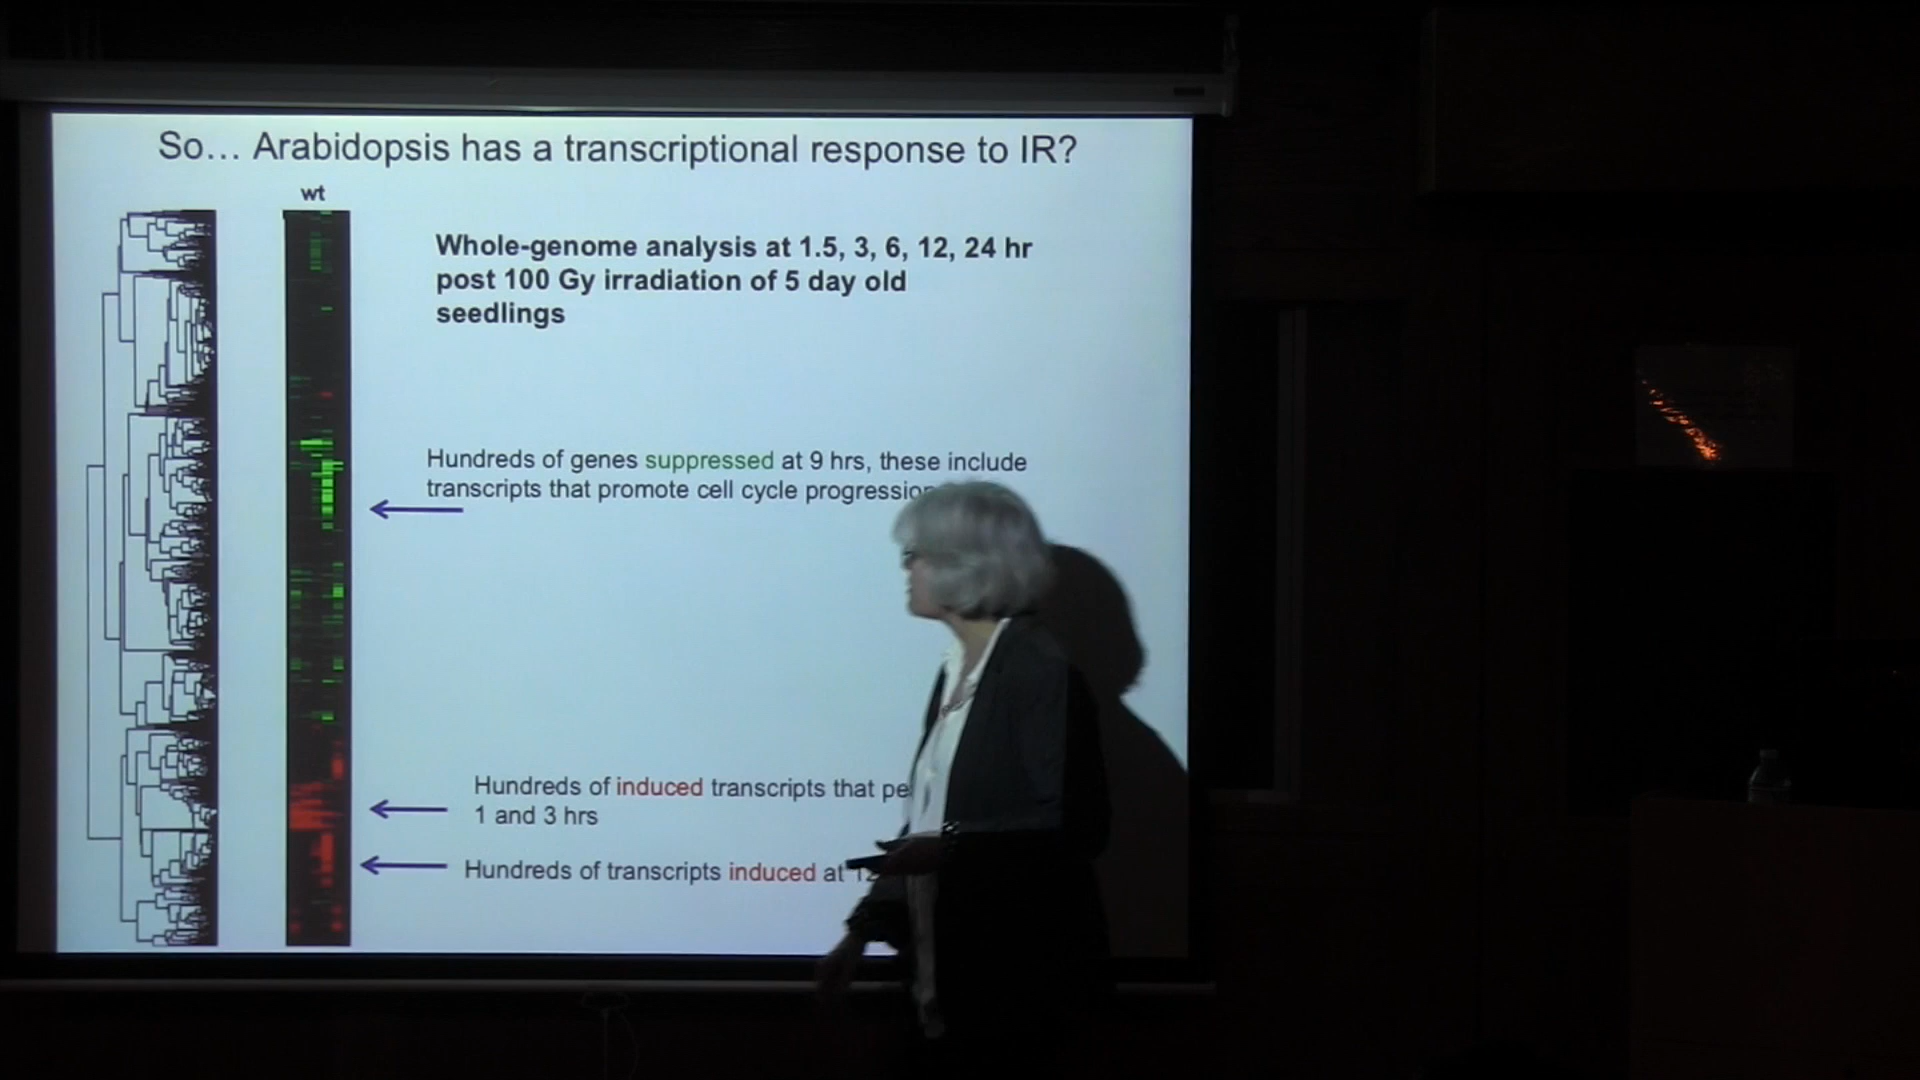 So… Arabidopsis has a transcriptional response to IR?
wt
Whole-genome analysis at 1.5, 3, 6, 12, 24 hr
post 100 Gy irradiation of 5 day old
seedlings
Hundreds of genes suppressed at 9 hrs, these include
transcripts that promote cell cycle progression
Hundreds of induced transcripts that
1 and 3 hrs
Hundreds of transcripts induced at